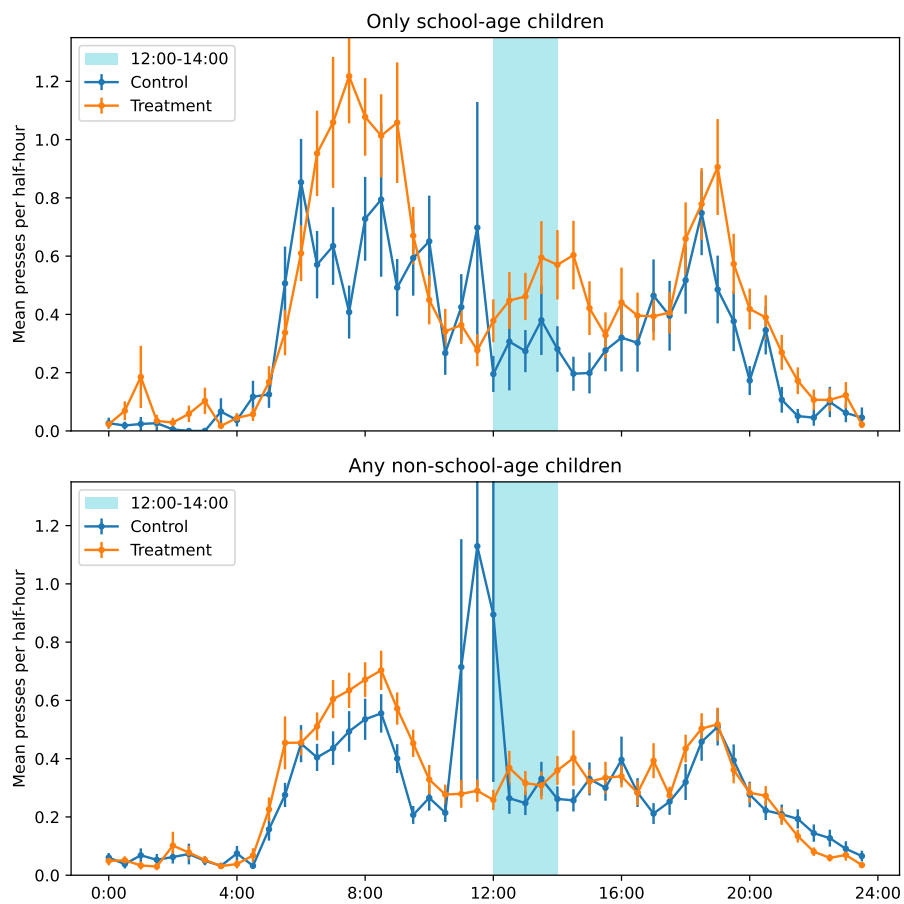 Only school-age children
12:00-14:00
Control
Treatment
Mean presses per half-hour
1.2
1.0
0.8
0.6
0.4
0.2
0.0
Any non-school-age children
12:00-14:00
Control
Treatment
Mean presses per half-hour
1.2
1.0
0.8
0.6
0.4
0.2
0.0
0:00 4:00 8:00 12:00 16:00 20:00 24:00